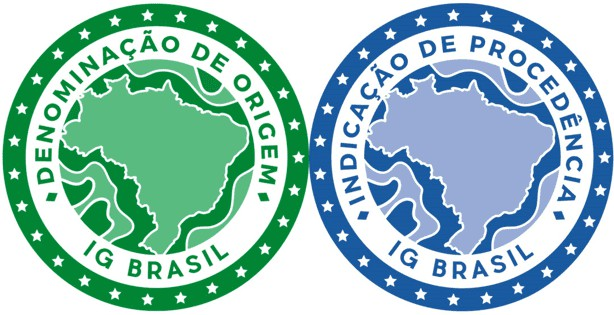 DENOMINAÇÃO DE ORIGEM
IG BRASIL
INDICAÇÃO DE PROCEDÊNCIA
IG BRASIL